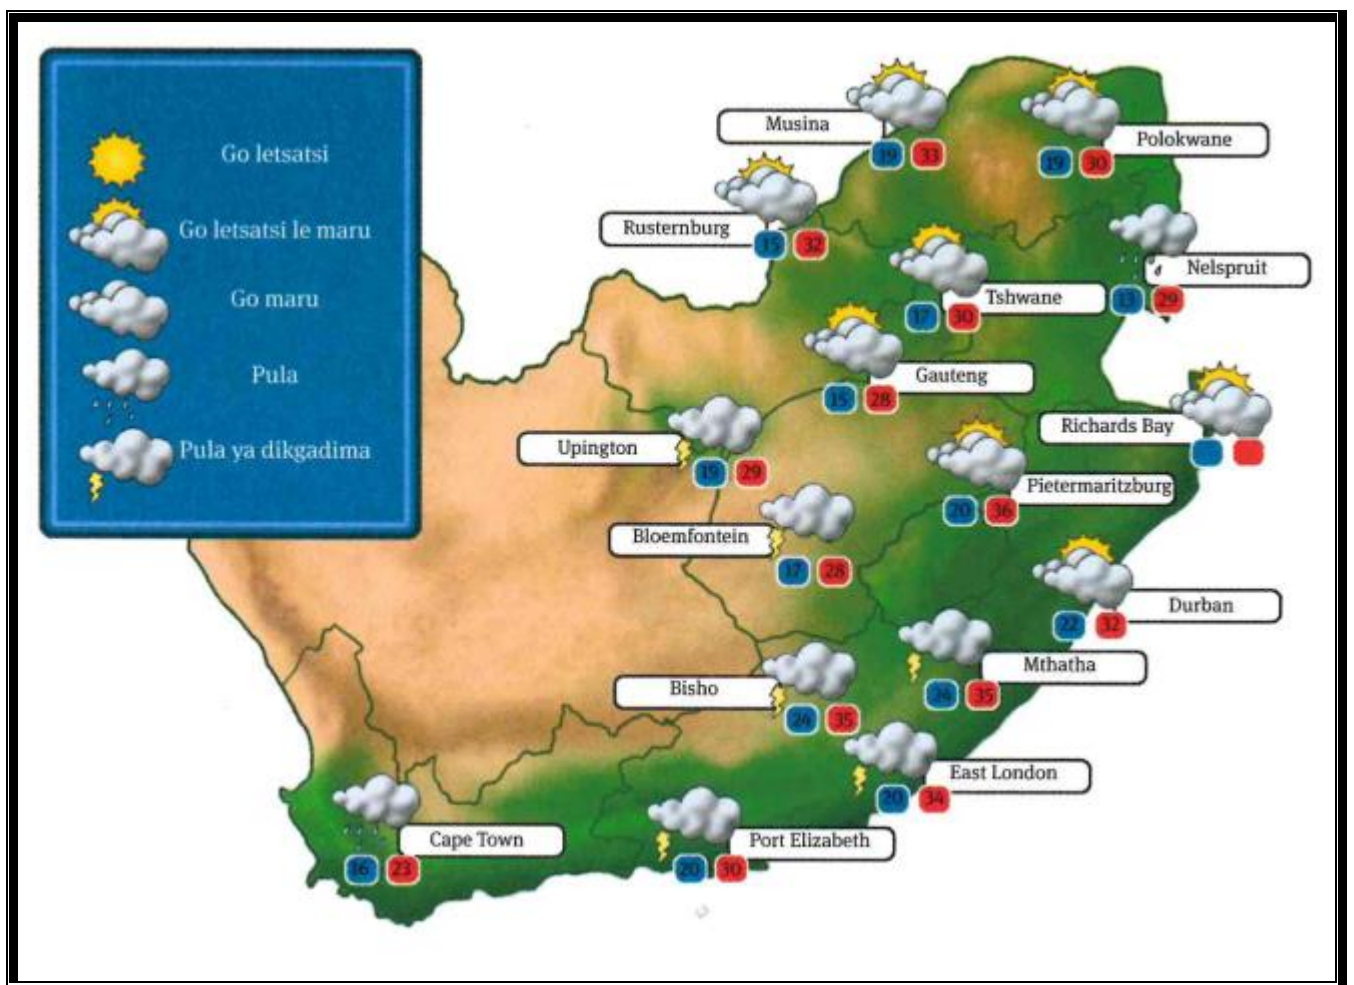 Go letsatsi
Go letsatsi le maru
Go maru
Pula
Pula ya dikgadima
Musina
19 33
Polokwane
19 30
Rusternburg
15 32
Nelspruit
13 29
Tshwane
17 30
Gauteng
15 28
Richards Bay
Upington
19 29
Pietermaritzburg
20 36
Bloemfontein
17 28
Durban
22 32
Mthatha
24 35
Bisho
24 35
East London
20 34
Cape Town
16 23
Port Elizabeth
20 30